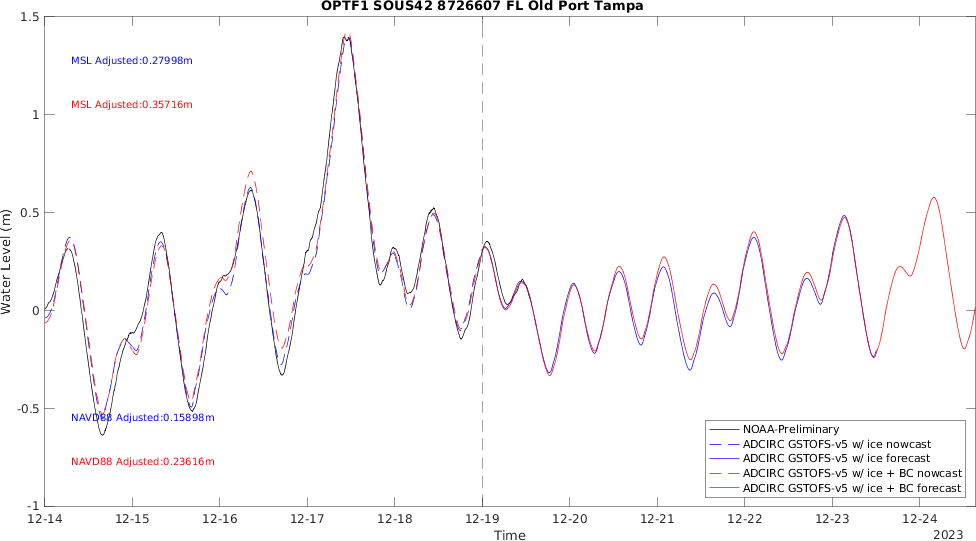 OPTF1 SOUS42 8726607 FL Old Port Tampa
1.5
1
0.5
0
-0.5
-1
Water Level (m)
MSL Adjusted:0.27998m
MSL Adjusted:0.35716m
NAVD88 Adjusted:0.15898m
NAVD88 Adjusted:0.23616m
NOAA-Preliminary
ADCIRC GSTOFS-v5 w/ ice nowcast
ADCIRC GSTOFS-v5 w/ ice forecast
ADCIRC GSTOFS-v5 w/ ice + BC nowcast
ADCIRC GSTOFS-v5 w/ ice + BC forecast
12-14 12-15 12-16 12-17 12-18 12-19 12-20 12-21 12-22 12-23 12-24
Time
2023